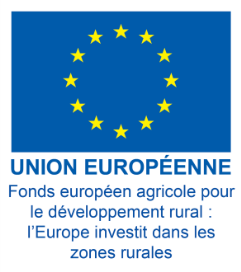 UNION EUROPÉENNE
Fonds européen agricole pour
le développement rural :
l'Europe investit dans les
zones rurales